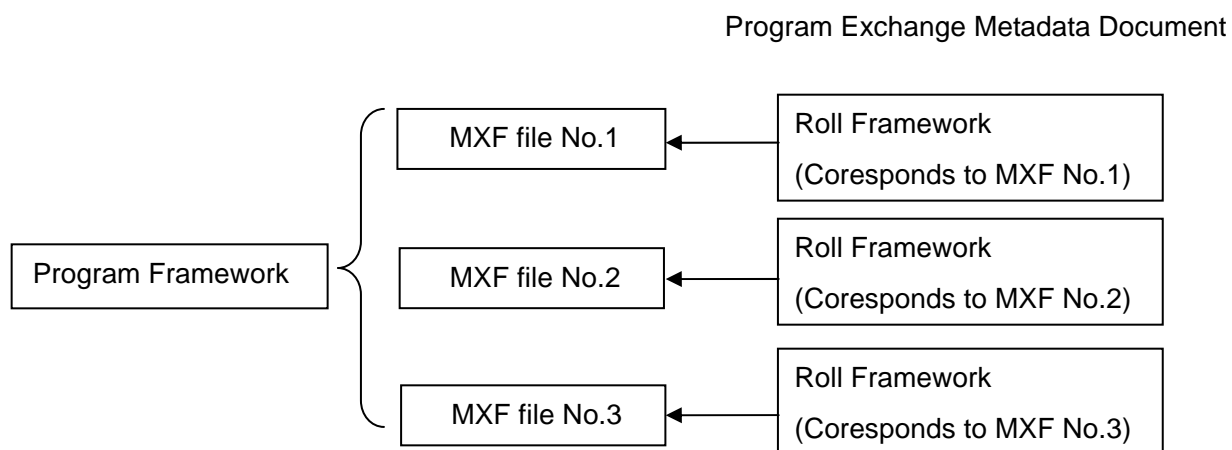 Program Exchange Metadata Document
MXF file No.1
Roll Framework
(Coresponds to MXF No.1)
Program Framework
MXF file No.2
Roll Framework
(Coresponds to MXF No.2)
MXF file No.3
Roll Framework
(Coresponds to MXF No.3)